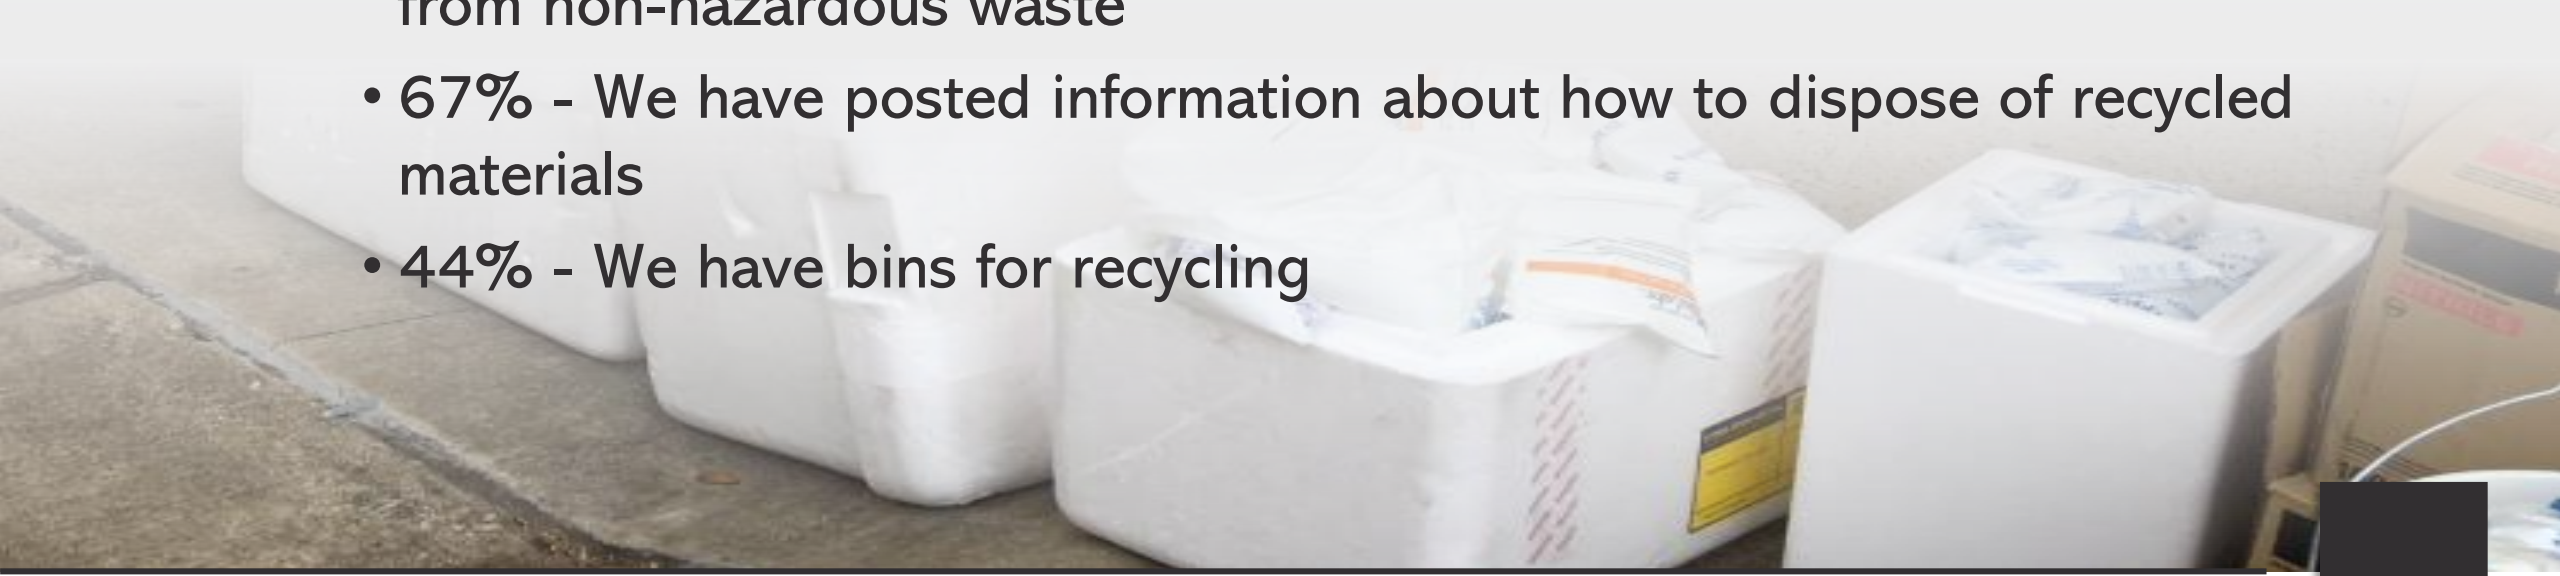 from non-hazardous waste
• 67% - We have posted information about how to dispose of recycled
materials
• 44% - We have bins for recycling